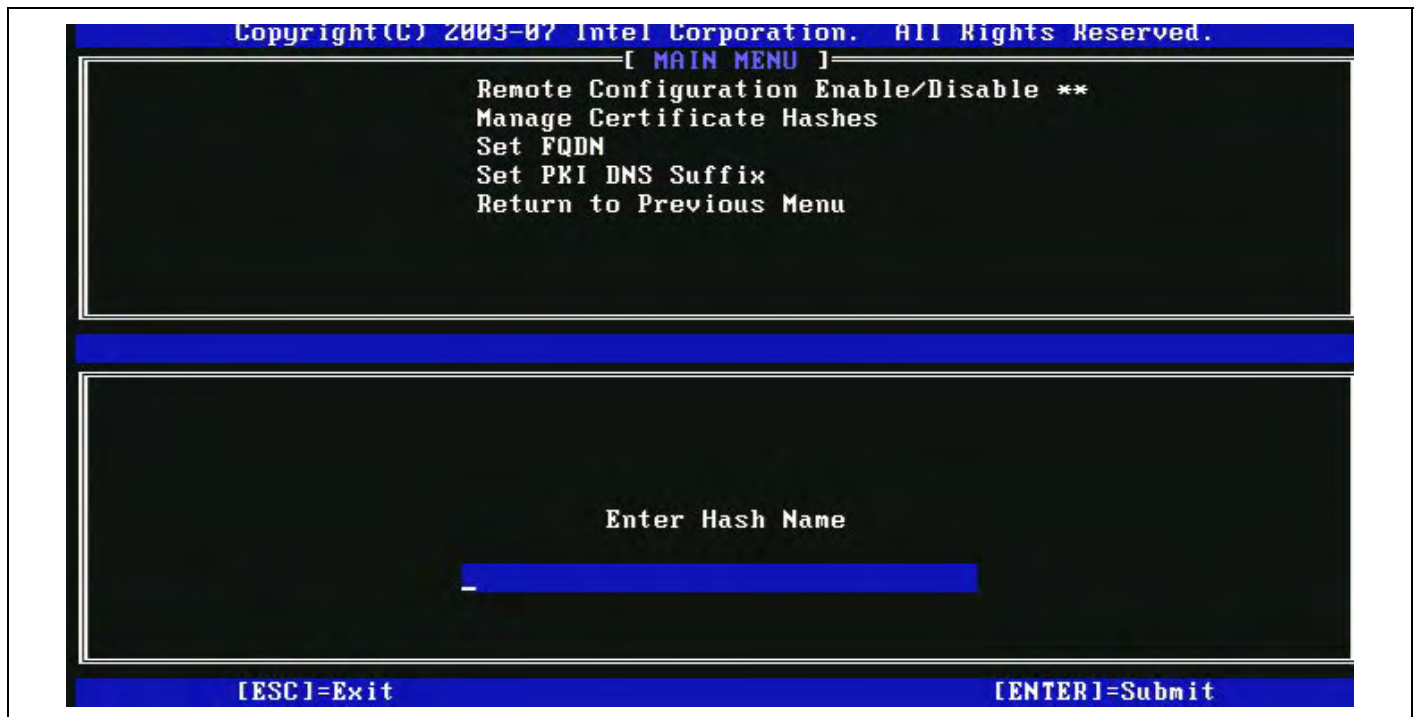 Copyright(C) 2003-07 Intel Corporation. All Rights Reserved.
[ MAIN MENU ]
Remote Configuration Enable/Disable **
Manage Certificate Hashes
Set FQDN
Set PKI DNS Suffix
Return to Previous Menu
Enter Hash Name
[ESC]=Exit [ENTER]=Submit